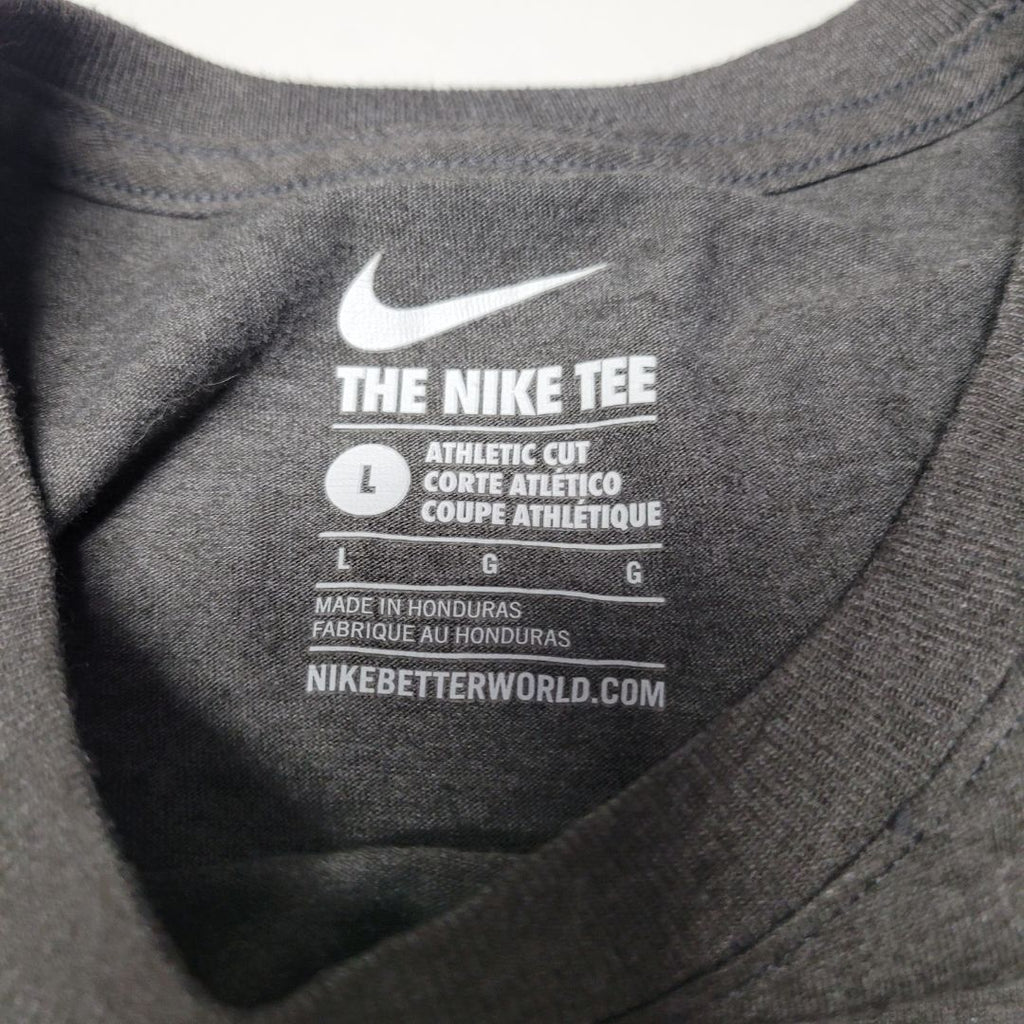 THE NIKE TEE
L
ATHLETIC CUT
CORTE ATLÉTICO
COUPE ATHLÉTIQUE
L G G
MADE IN HONDURAS
FABRIQUE AU HONDURAS
NIKEBETTERWORLD.COM